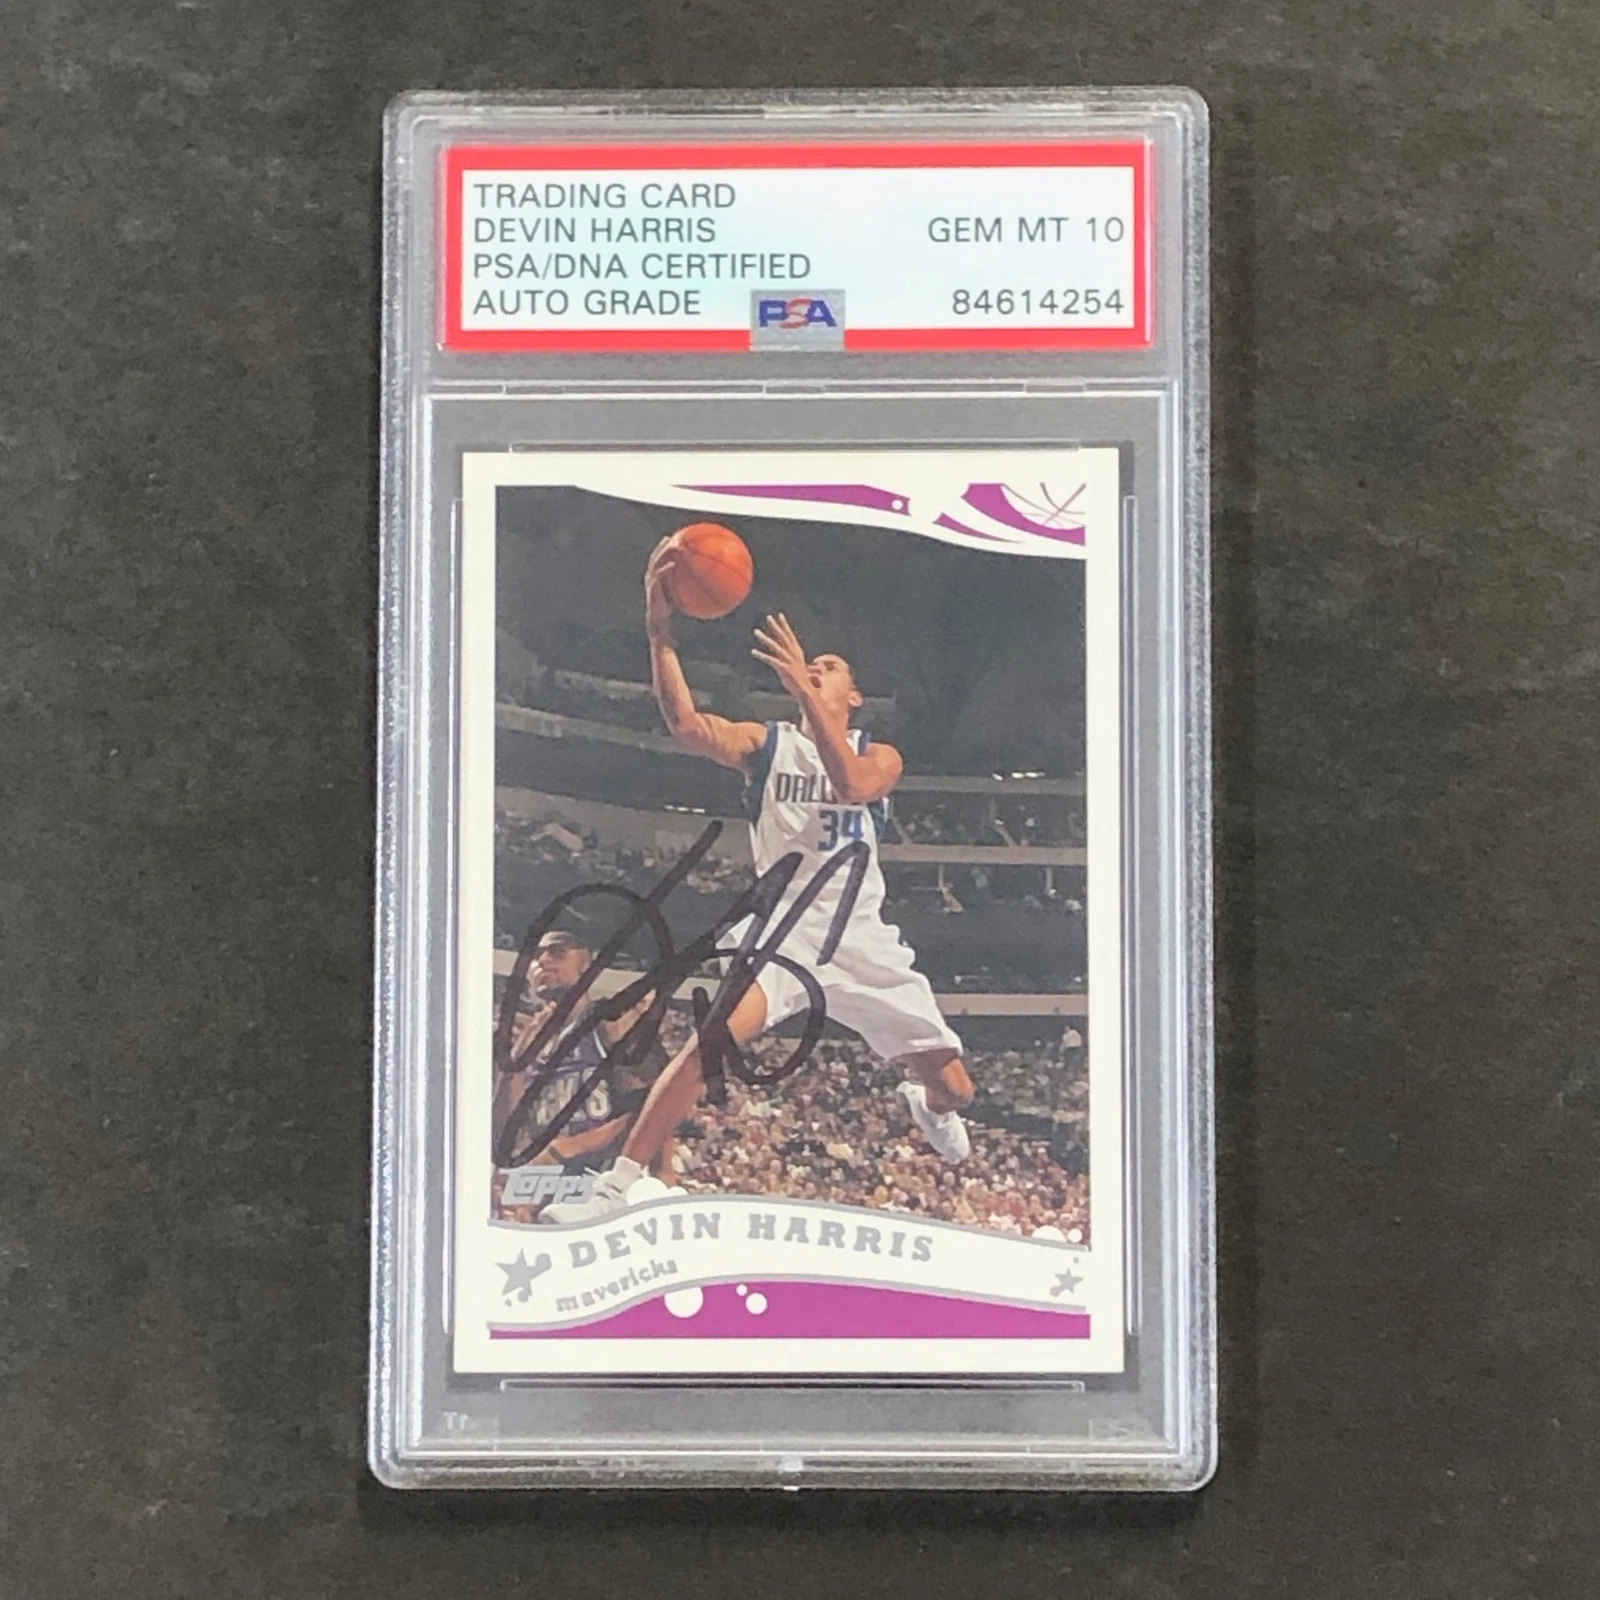 TRADING CARD
DEVIN HARRIS
GEM MT 10
PSA/DNA CERTIFIED
AUTO GRADE
PSA
84614254
DALL
34
topps
DEVIN HARRIS
mavericks